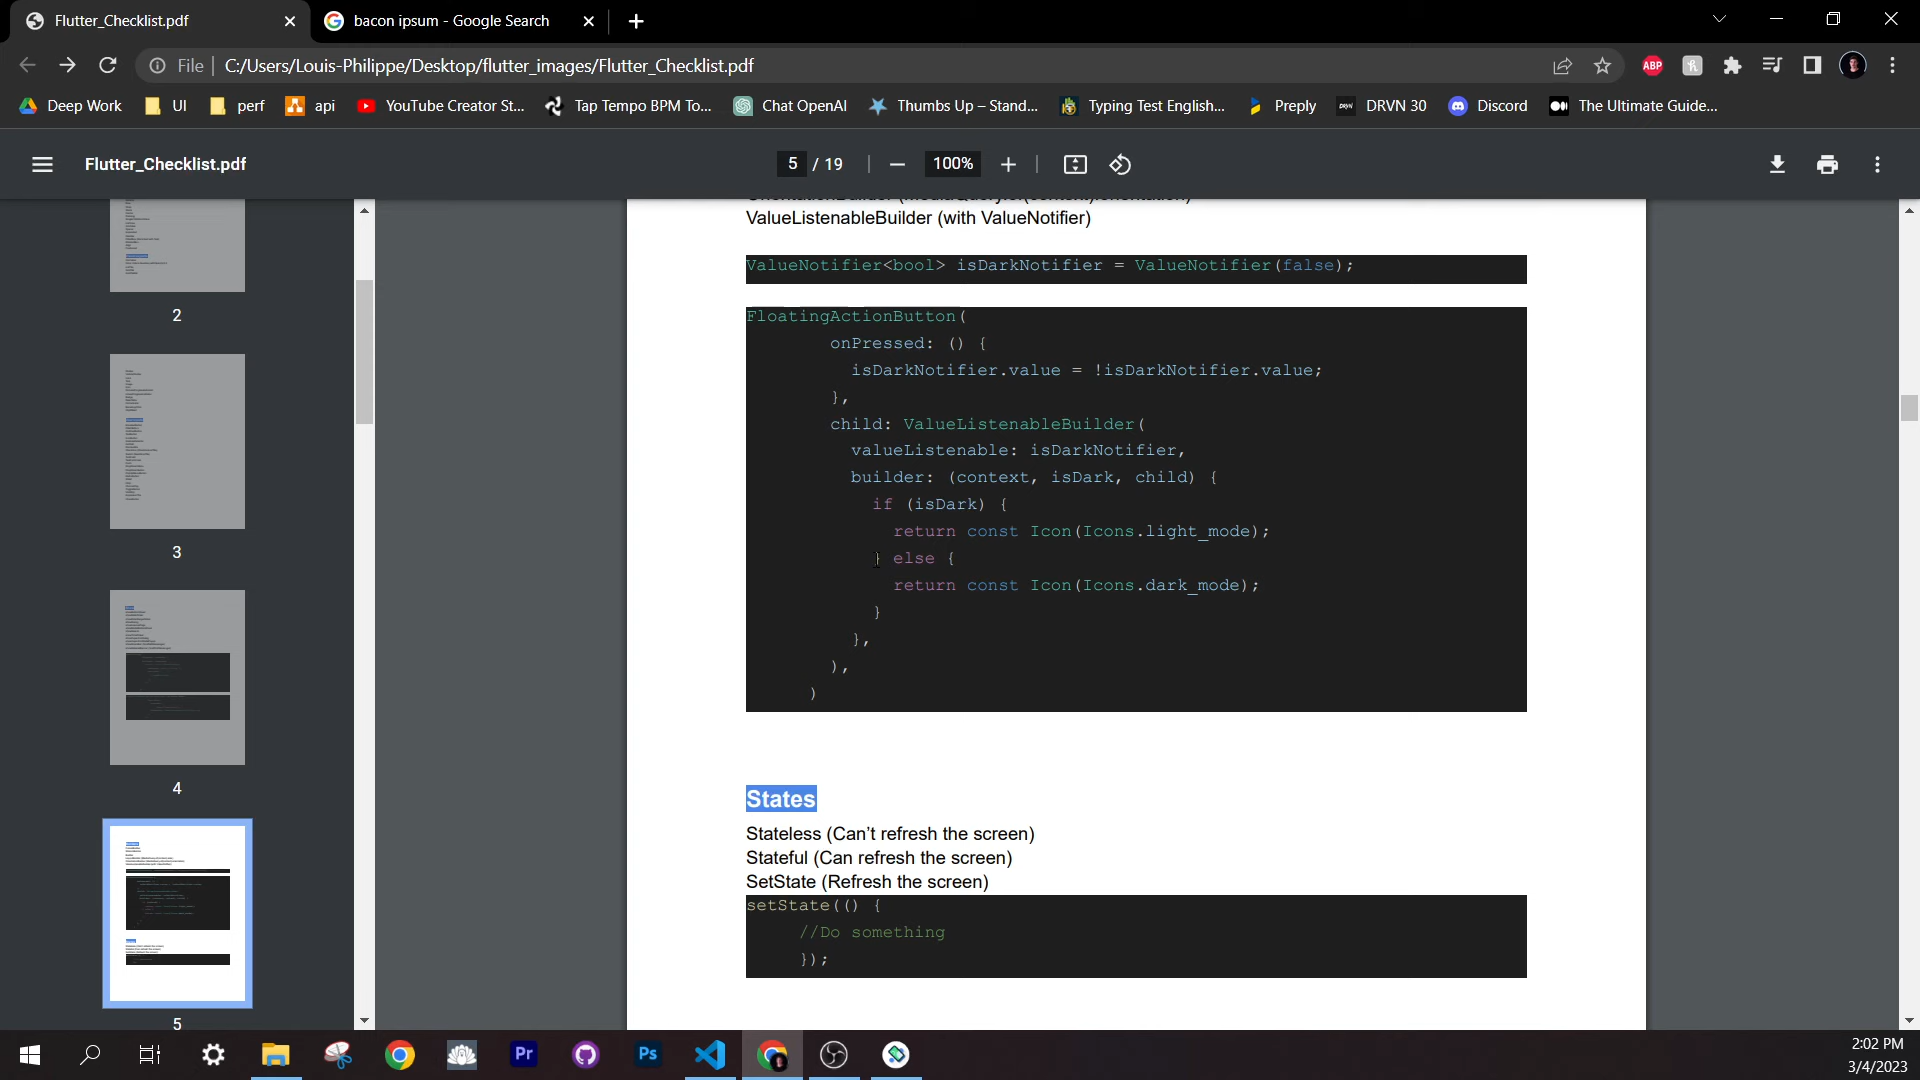 Flutter_Checklist.pdf
bacon ipsum - Google Search
File
C:/Users/Louis-Philippe/Desktop/flutter_images/Flutter_Checklist.pdf
ABP
Deep Work
UI
perf
api
YouTube Creator St...
Tap Tempo BPM To...
Chat OpenAI
Thumbs Up – Stand...
Typing Test English...
Preply
DRVN 30
Discord
The Ultimate Guide...
Flutter_Checklist.pdf
5 / 19
100%
2
3
4
5
ValueListenableBuilder (with ValueNotifier)
ValueNotifier<bool> isDarkNotifier = ValueNotifier(false);
FloatingActionButton(
onPressed: () {
isDarkNotifier.value = !isDarkNotifier.value;
},
child: ValueListenableBuilder(
valueListenable: isDarkNotifier,
builder: (context, isDark, child) {
if (isDark) {
return const Icon(Icons.light_mode);
} else {
return const Icon(Icons.dark_mode);
}
},
),
)
States
Stateless (Can't refresh the screen)
Stateful (Can refresh the screen)
SetState (Refresh the screen)
setState(() {
//Do something
});
Pr
Ps
2:02 PM
3/4/2023